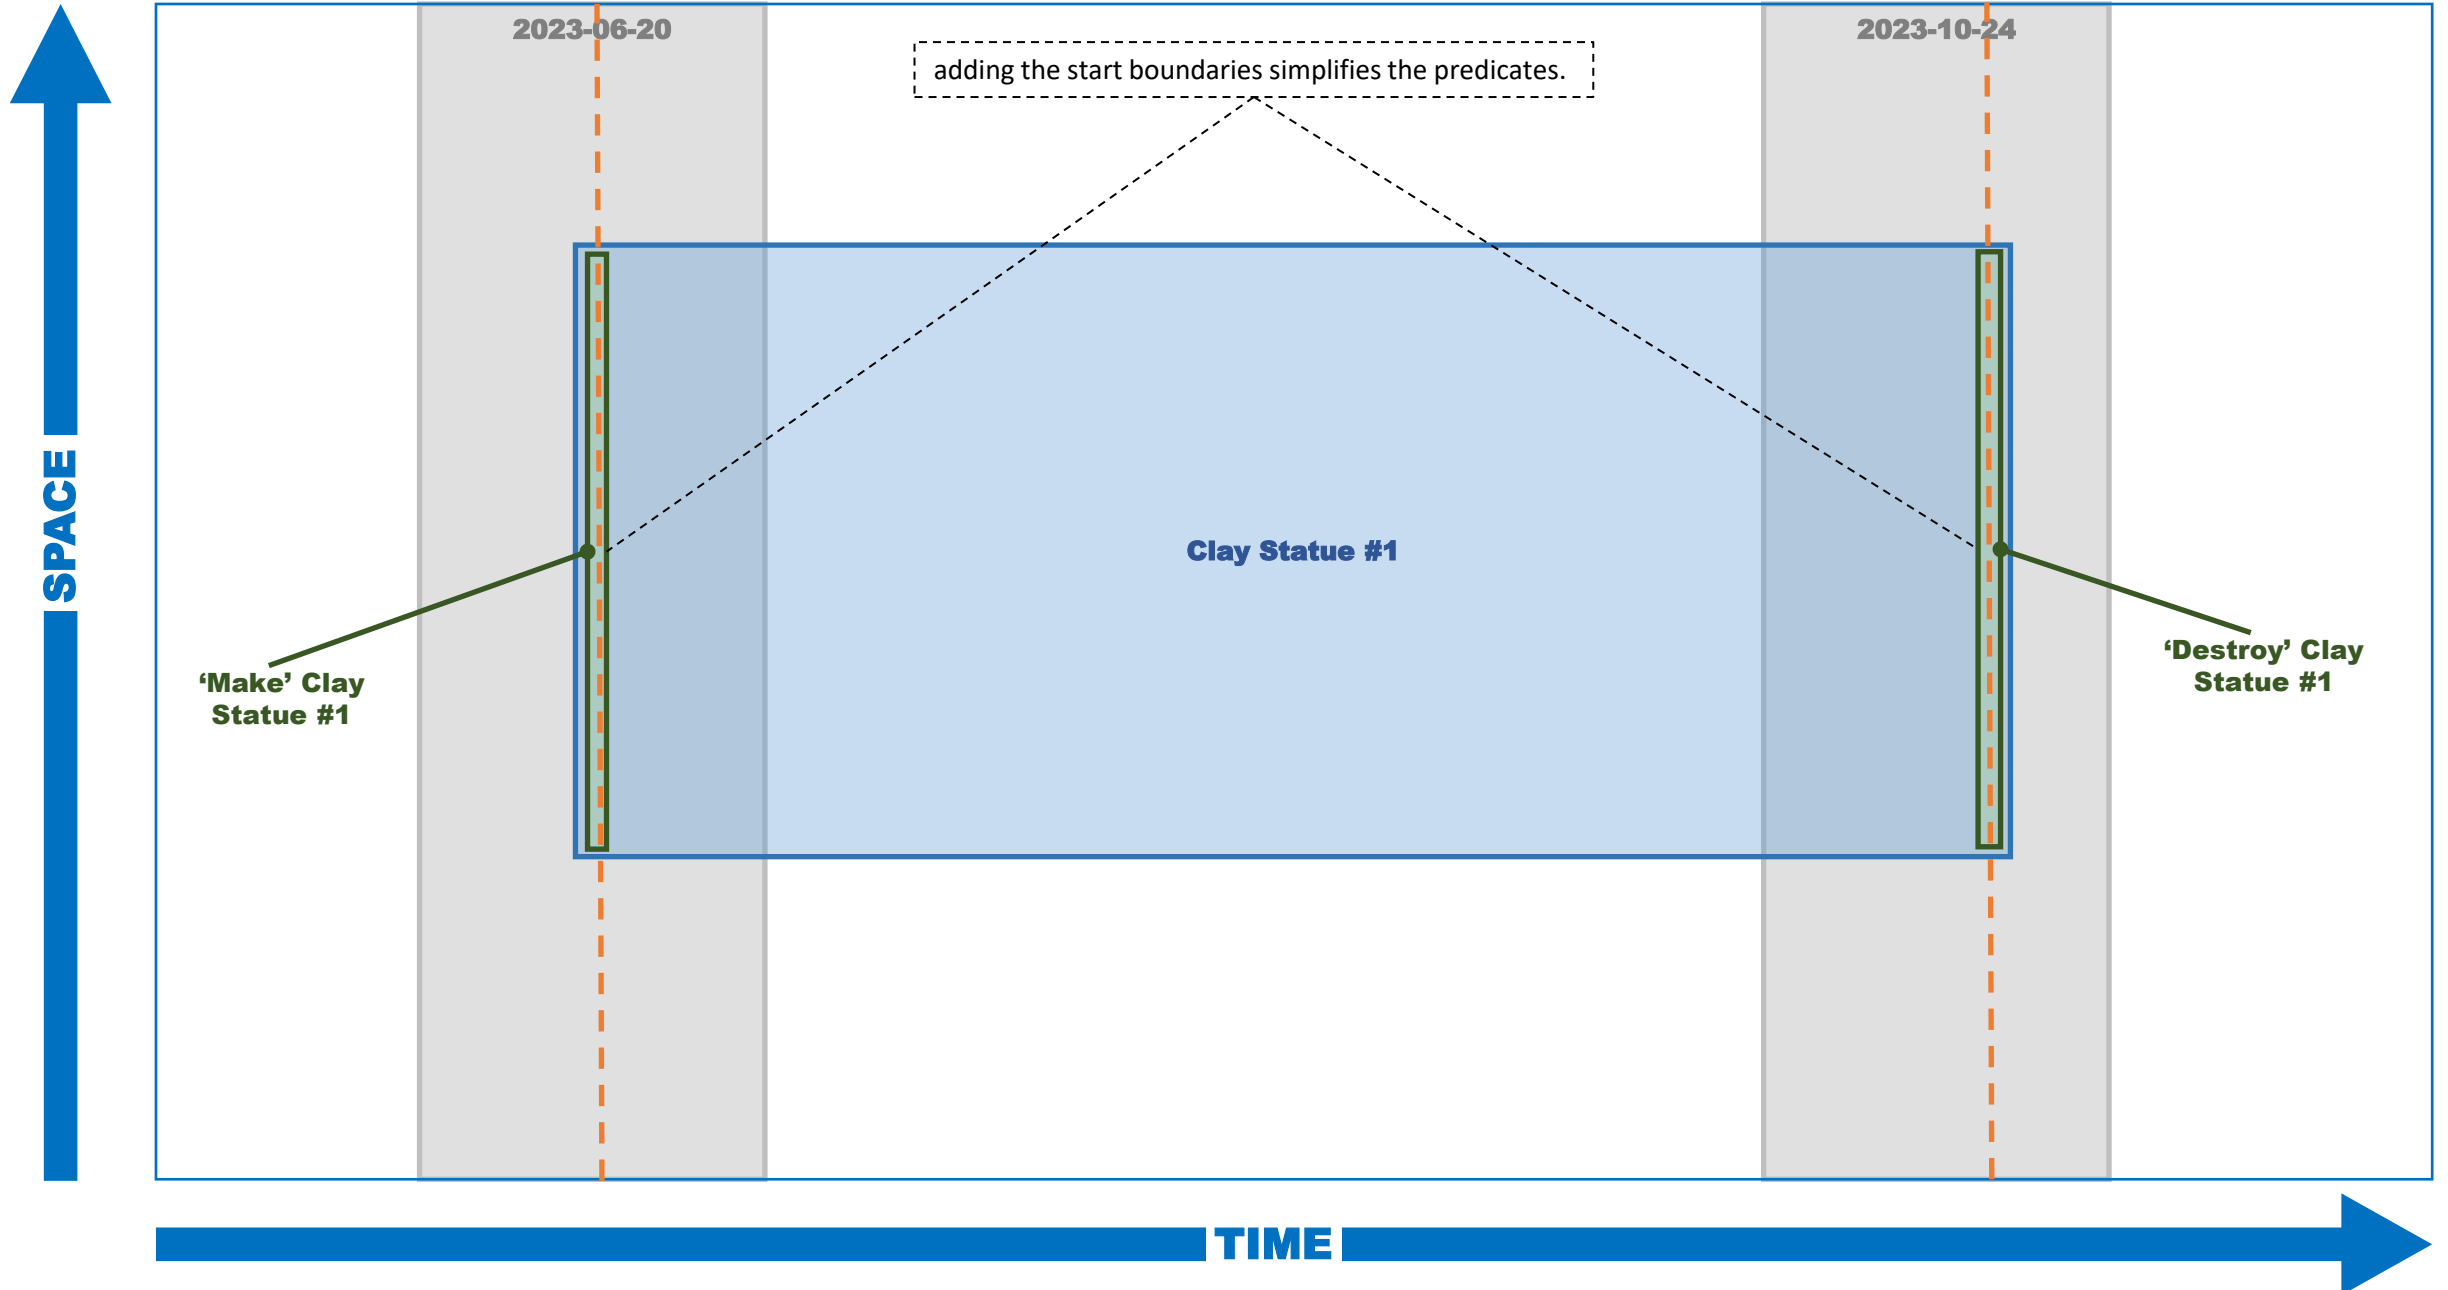 2023-06-20
2023-10-24
adding the start boundaries simplifies the predicates.
SPACE
Clay Statue #1
‘Make’ Clay
Statue #1
‘Destroy’ Clay
Statue #1
TIME